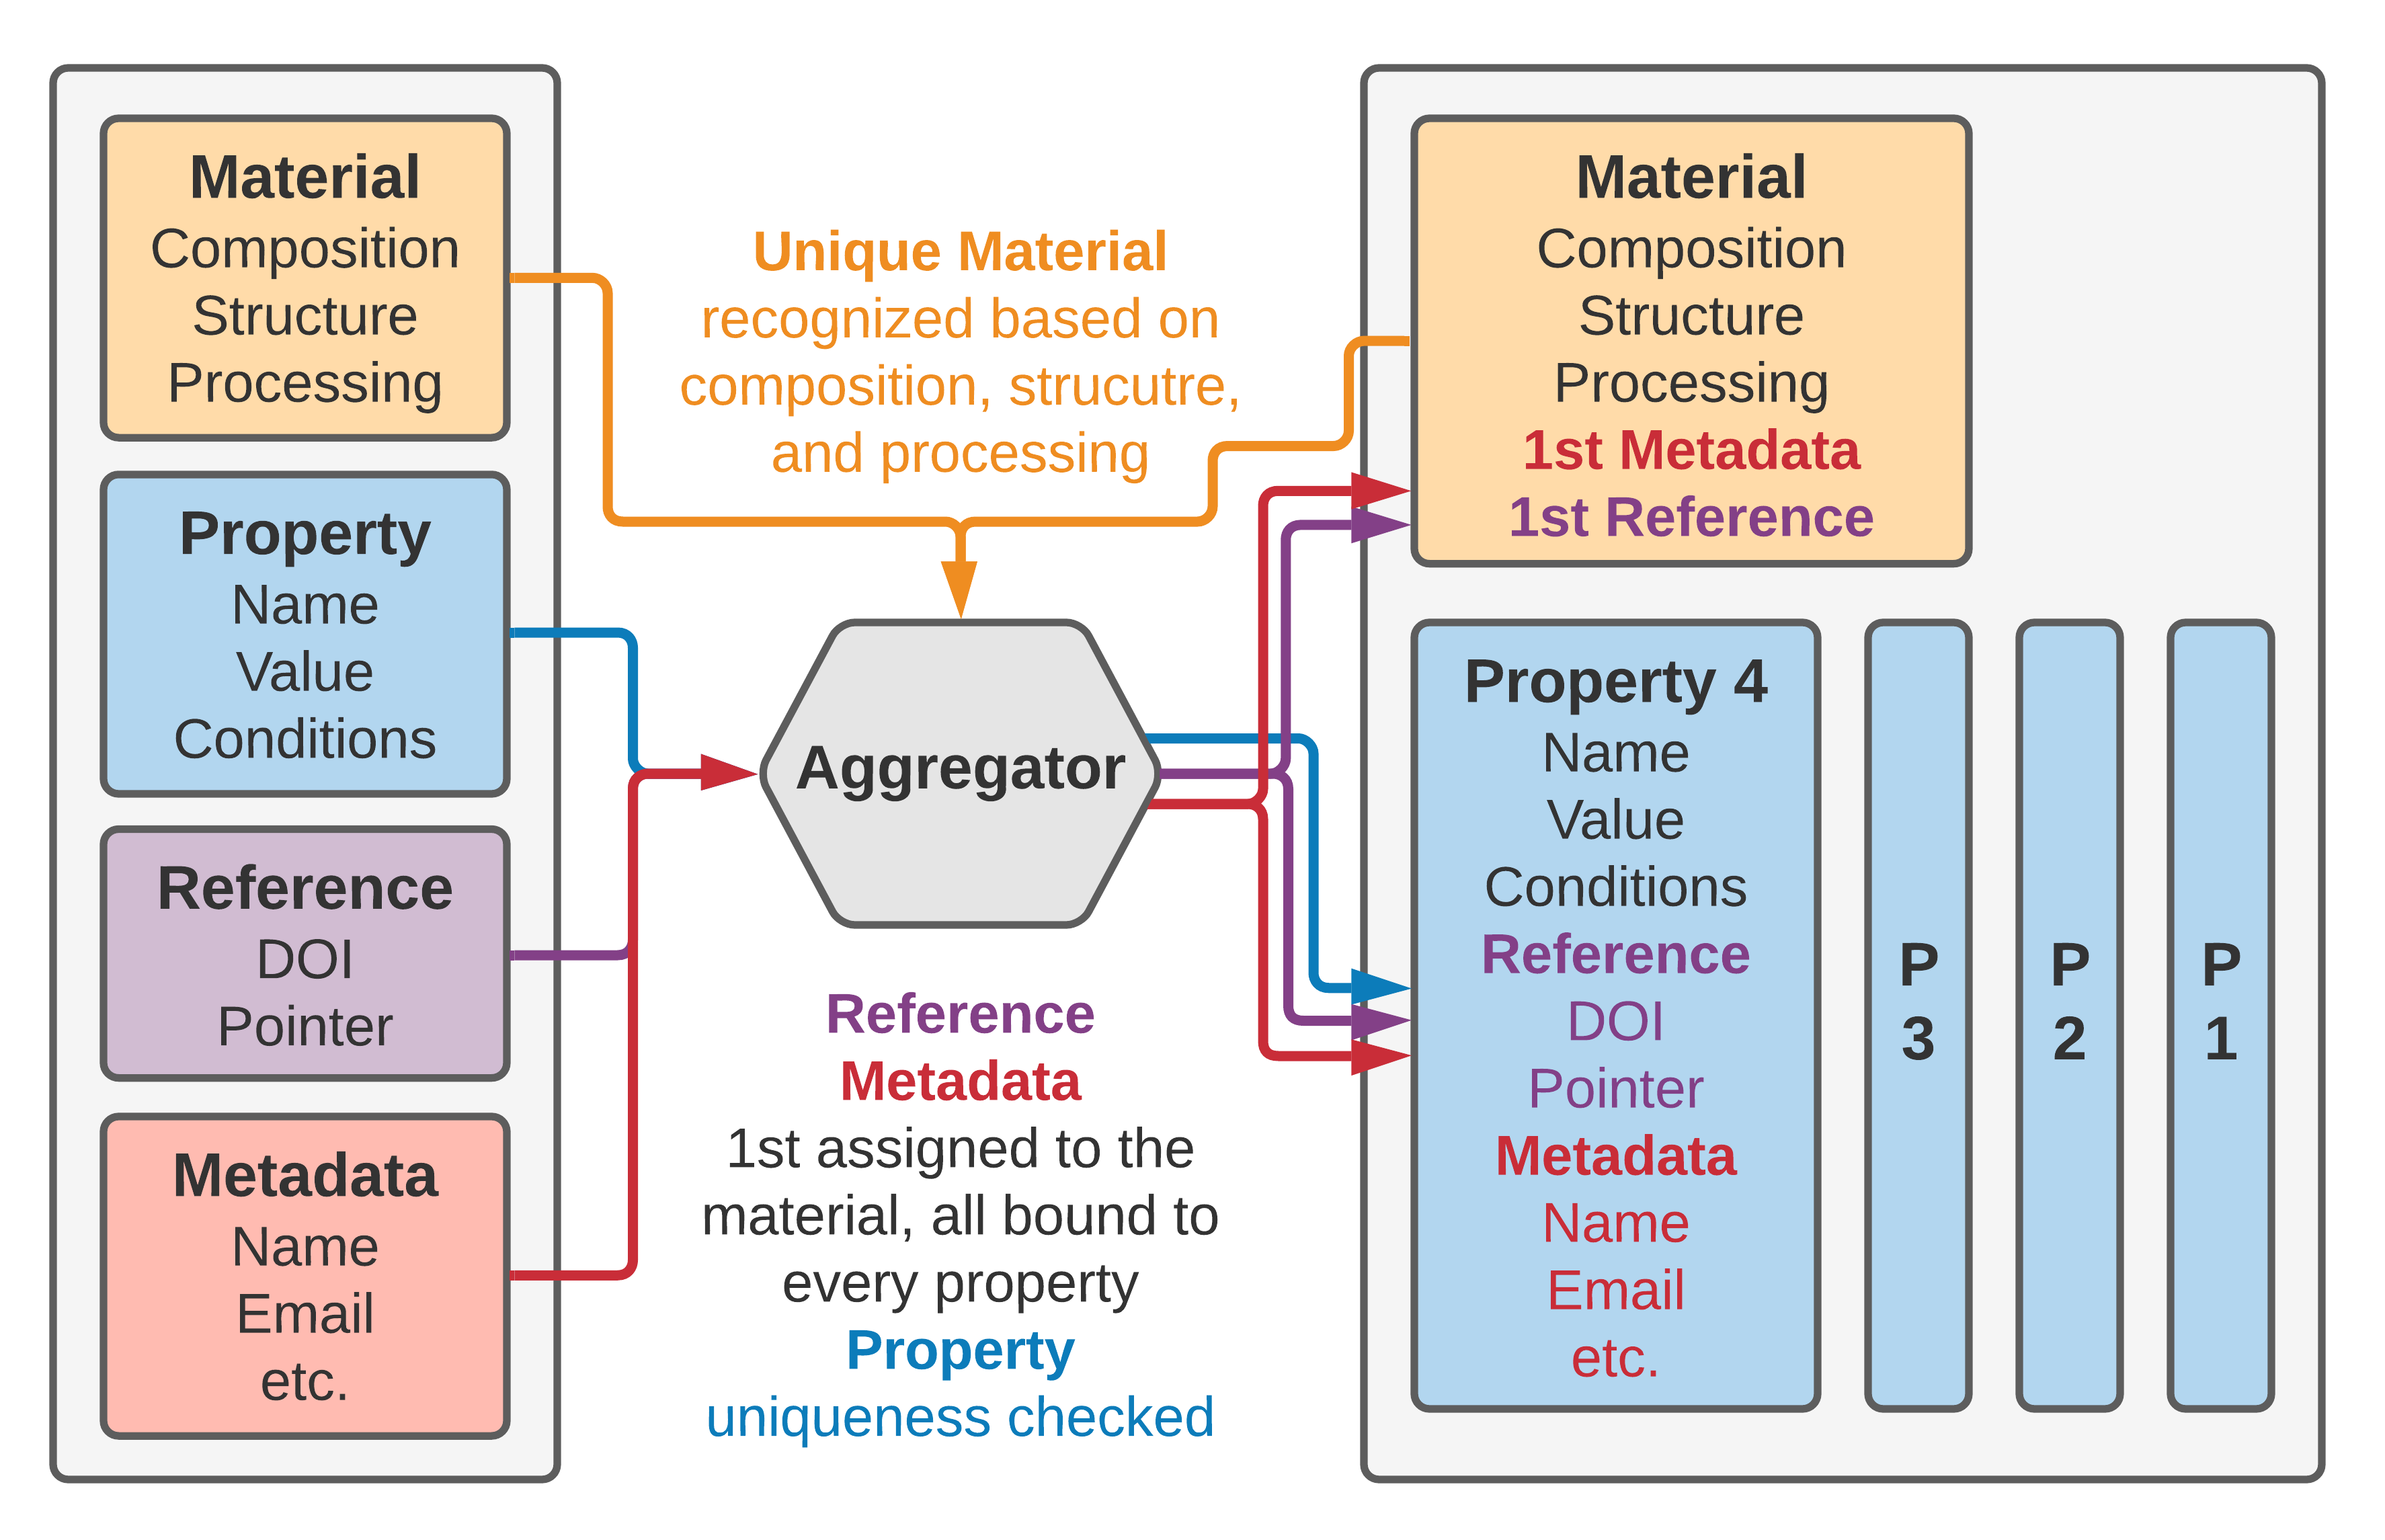 Material
Composition
Structure
Processing
Property
Name
Value
Conditions
Reference
DOI
Pointer
Metadata
Name
Email
etc.
Unique Material
recognized based on
composition, strucutre,
and processing
Aggregator
Reference
Metadata
1st assigned to the
material, all bound to
every property
Property
uniqueness checked
Material
Composition
Structure
Processing
1st Metadata
1st Reference
Property 4
Name
Value
Conditions
Reference
DOI
Pointer
Metadata
Name
Email
etc.
P
3
P
2
P
1